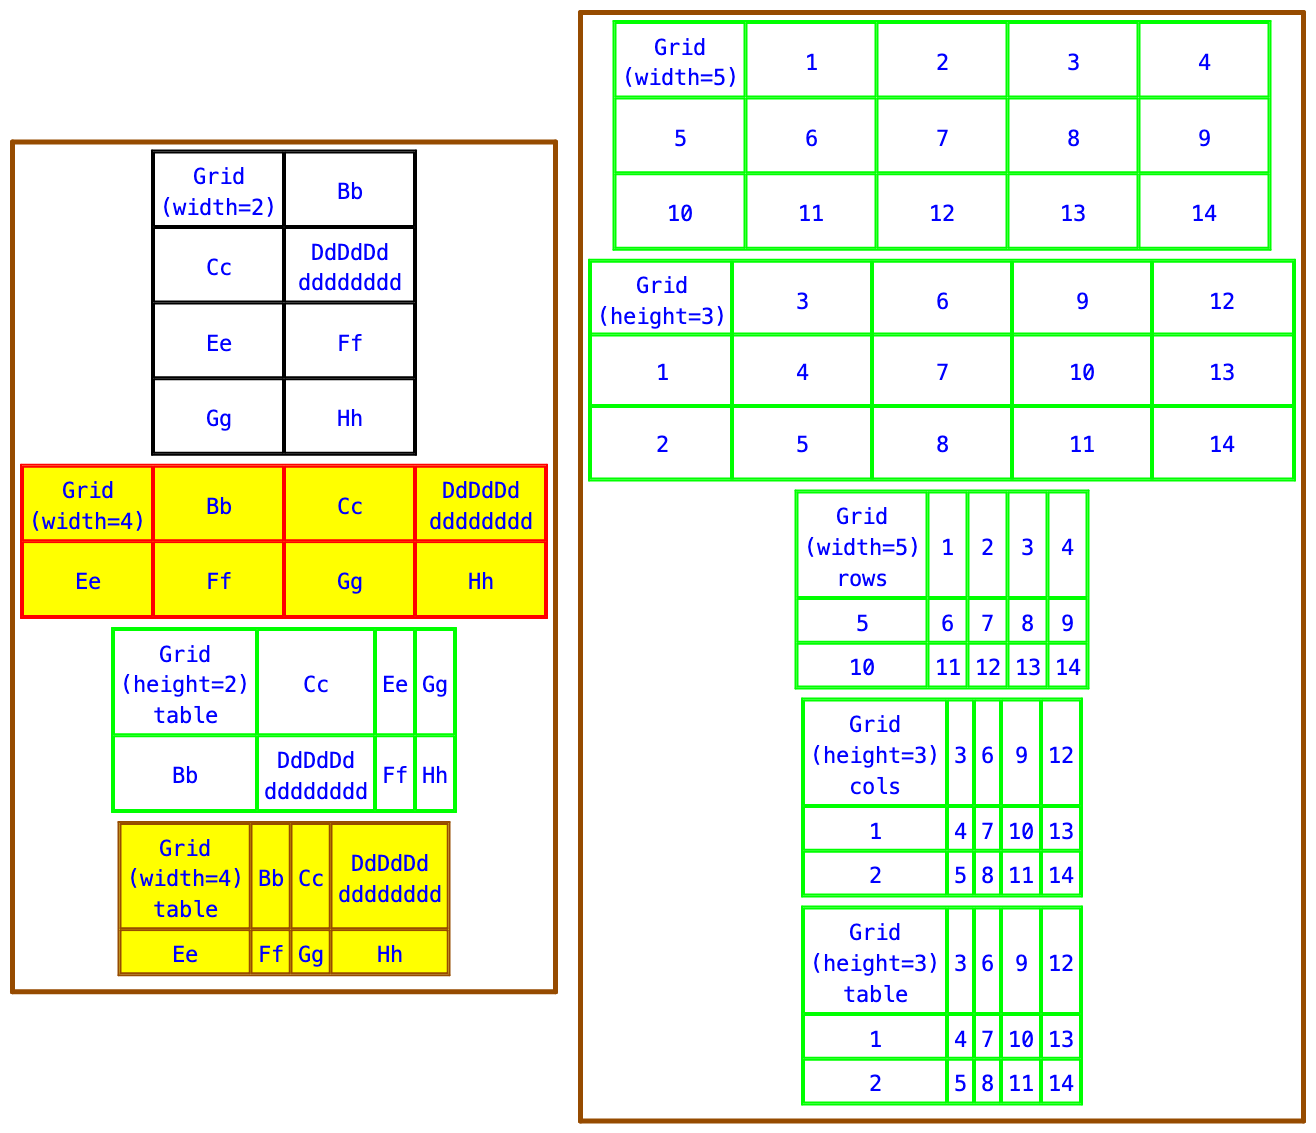 Grid
(width=2) Bb
Cc DdDdDd
dddddddd
Ee Ff
Gg Hh
Grid
(width=4) Bb Cc DdDdDd
dddddddd
Ee Ff Gg Hh
Grid
(height=2)
table Cc Ee Gg
Bb DdDdDd
dddddddd Ff Hh
Grid
(width=4)
table Bb Cc DdDdDd
dddddddd
Ee Ff Gg Hh
Grid
(width=5) 1 2 3 4
5 6 7 8 9
10 11 12 13 14
Grid
(height=3) 3 6 9 12
1 4 7 10 13
2 5 8 11 14
Grid
(width=5)
rows 1 2 3 4
5 6 7 8 9
10 11 12 13 14
Grid
(height=3)
cols 3 6 9 12
1 4 7 10 13
2 5 8 11 14
Grid
(height=3)
table 3 6 9 12
1 4 7 10 13
2 5 8 11 14